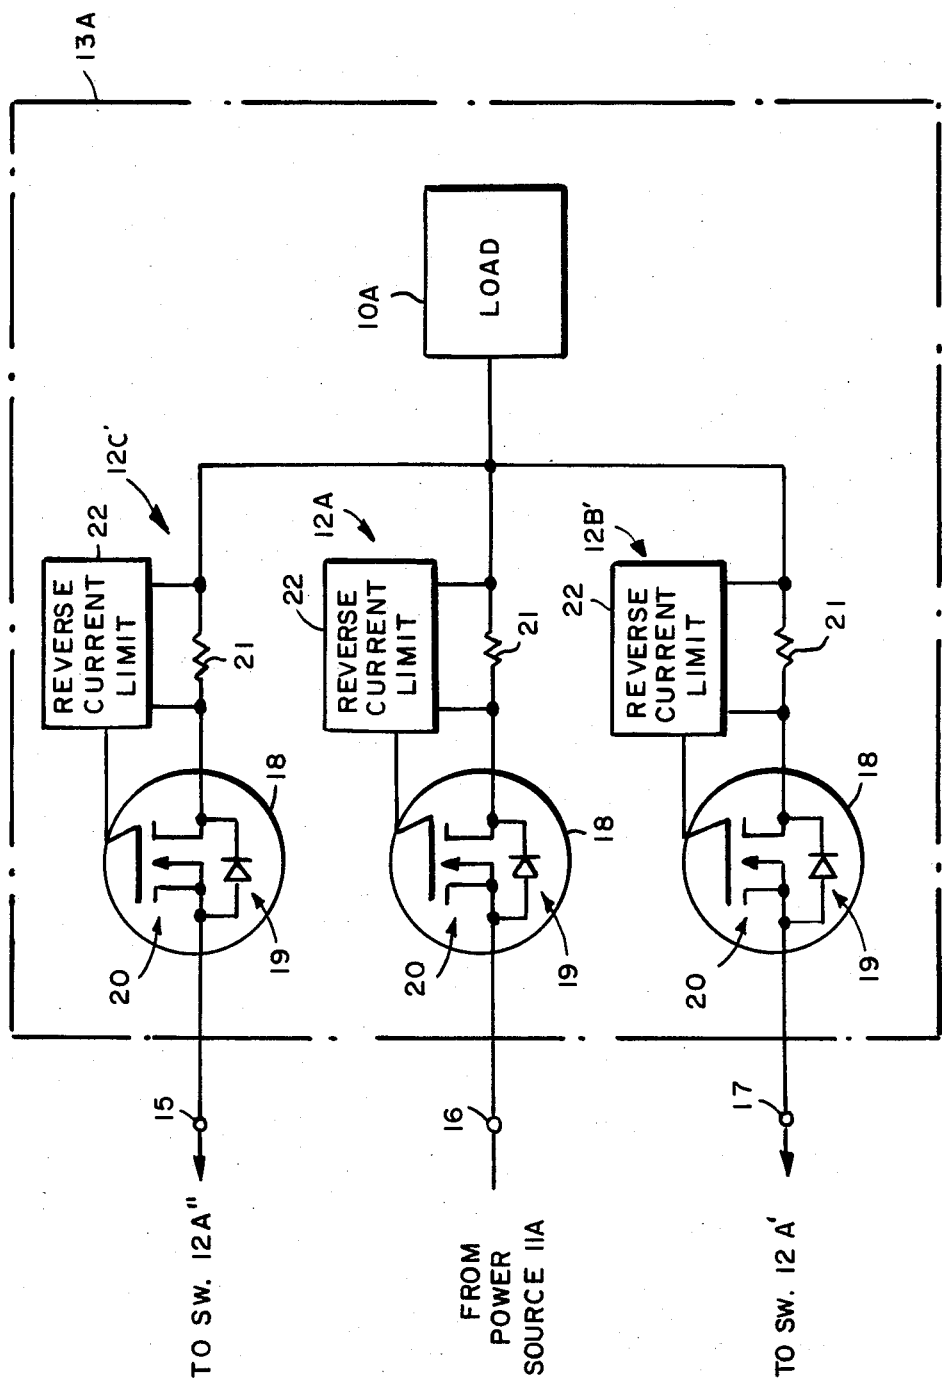 13A
12C'
22
REVERSE
CURRENT
LIMIT
21
18
20
19
15
TO SW. 12A"
10A
LOAD
12A
22
REVERSE
CURRENT
LIMIT
21
18
20
19
16
FROM
POWER
SOURCE 11A
12B'
22
REVERSE
CURRENT
LIMIT
21
18
20
19
17
TO SW. 12A'